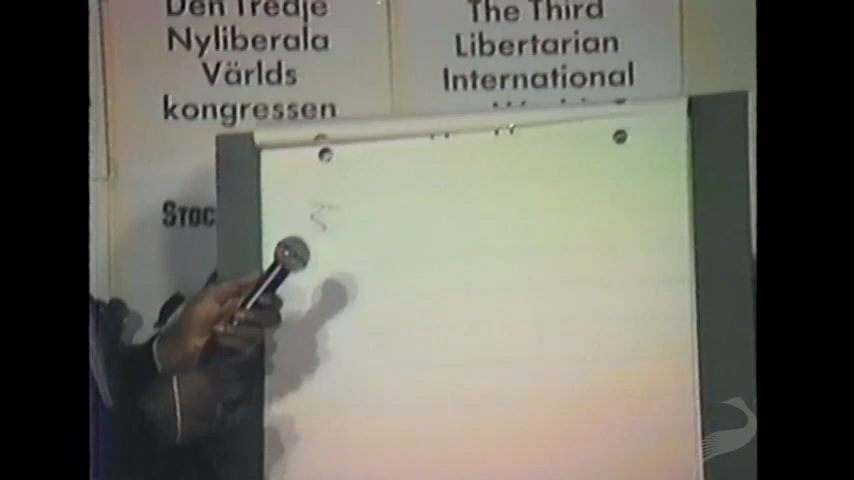 Den Tredje
Nyliberala
Världs
kongressen
The Third
Libertarian
International